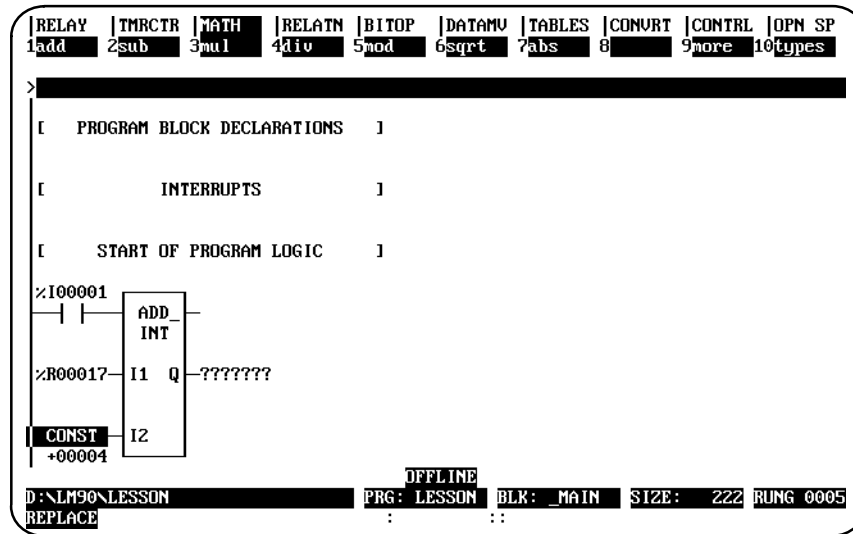 RELAY |TMRCTR |MATH |RELATN |BITOP |DATAMV |TABLES |CONVRT |CONTRL |OPN SP
1add 2sub 3mul 4div 5mod 6sqrt 7abs 8 9more 10types
>
[ PROGRAM BLOCK DECLARATIONS ]
[ INTERRUPTS ]
[ START OF PROGRAM LOGIC ]
%I00001
ADD_
INT
%R00017 I1 Q ???????
CONST I2
+00004
OFFLINE
D:\LM90\LESSON PRG: LESSON BLK: _MAIN SIZE: 222 RUNG 0005
REPLACE : ::